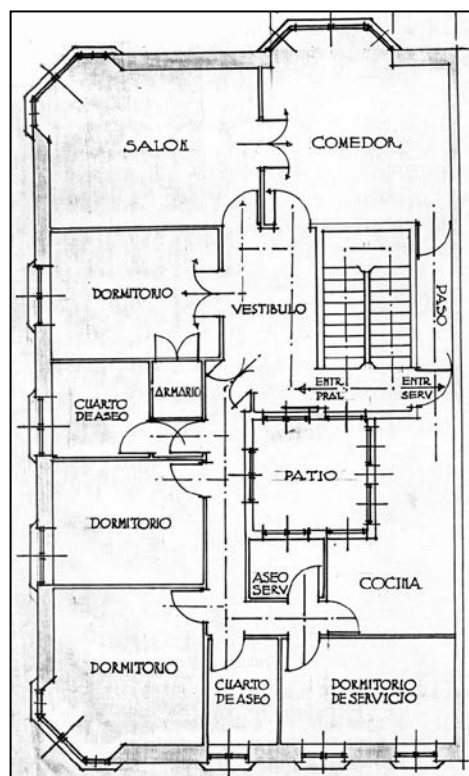 SALON
COMEDOR
DORMITORIO
VESTIBULO
PASO
ENTR.
PRAL
ENTR.
SERV
ARMARIO
CUARTO
DE ASEO
PATIO
DORMITORIO
ASEO
SERV
COCINA
DORMITORIO
CUARTO
DE ASEO
DORMITORIO
DE SERVICIO